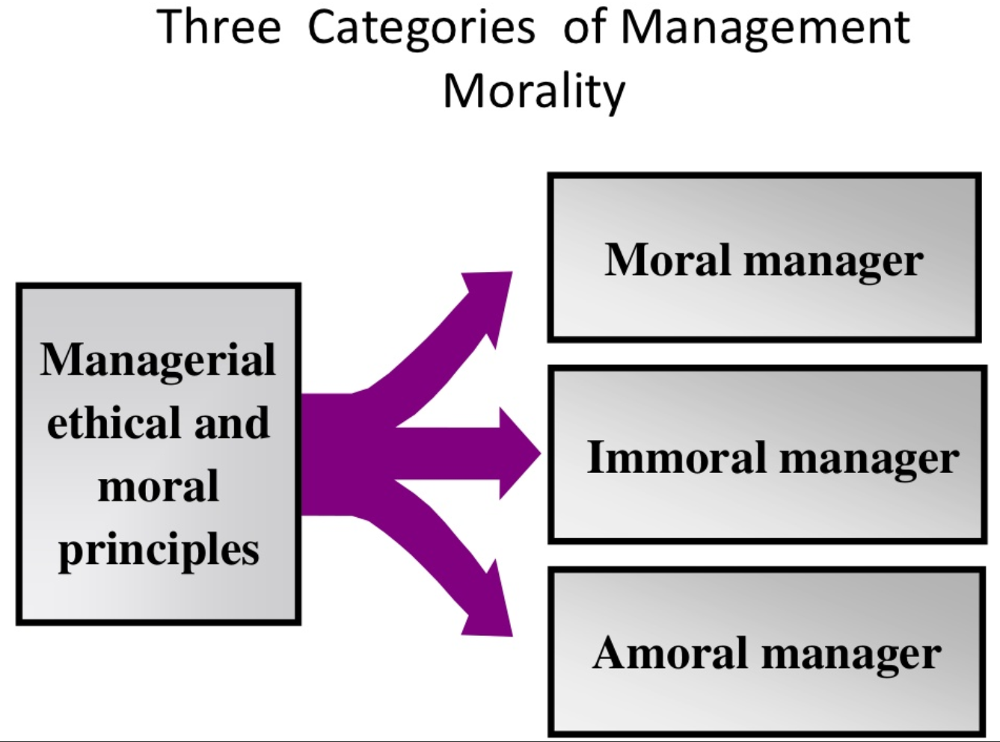 Three Categories of Management
Morality
Managerial
ethical and
moral
principles
Moral manager
Immoral manager
Amoral manager